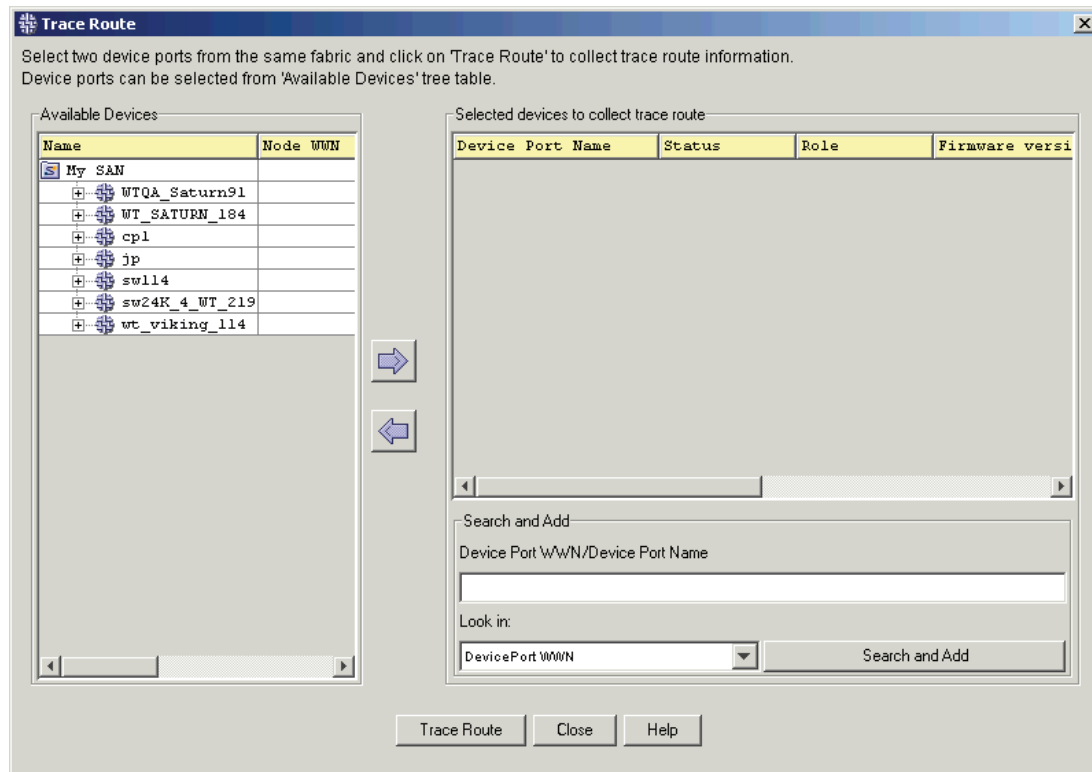 Trace Route
Select two device ports from the same fabric and click on 'Trace Route' to collect trace route information.
Device ports can be selected from 'Available Devices' tree table.
Available Devices
Name Node WWN
My SAN
WTQA_Saturn91
WT_SATURN_184
cp1
jp
sw114
sw24K_4_WT_219
wt_viking_114
Selected devices to collect trace route
Device Port Name Status Role Firmware versi
Search and Add
Device Port WWN/Device Port Name
Look in:
DevicePort WWN
Search and Add
Trace Route Close Help